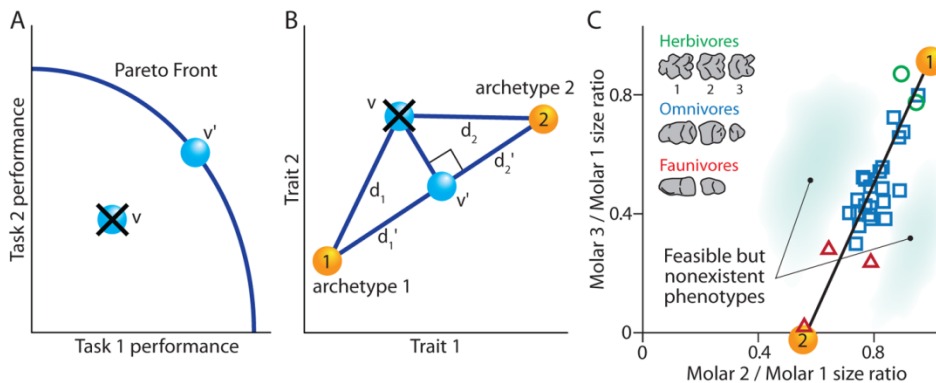 A
Task 2 performance
Pareto Front
v'
v
Task 1 performance
B
Trait 2
archetype 2
v
2
d₂
d₂'
d₁
v'
d₁'
1
archetype 1
Trait 1
C
Molar 3 / Molar 1 size ratio
0.8
0.4
0
Herbivores
1 2 3
Omnivores
Faunivores
Feasible but
nonexistent
phenotypes
1
2
0
0.4
0.8
Molar 2 / Molar 1 size ratio